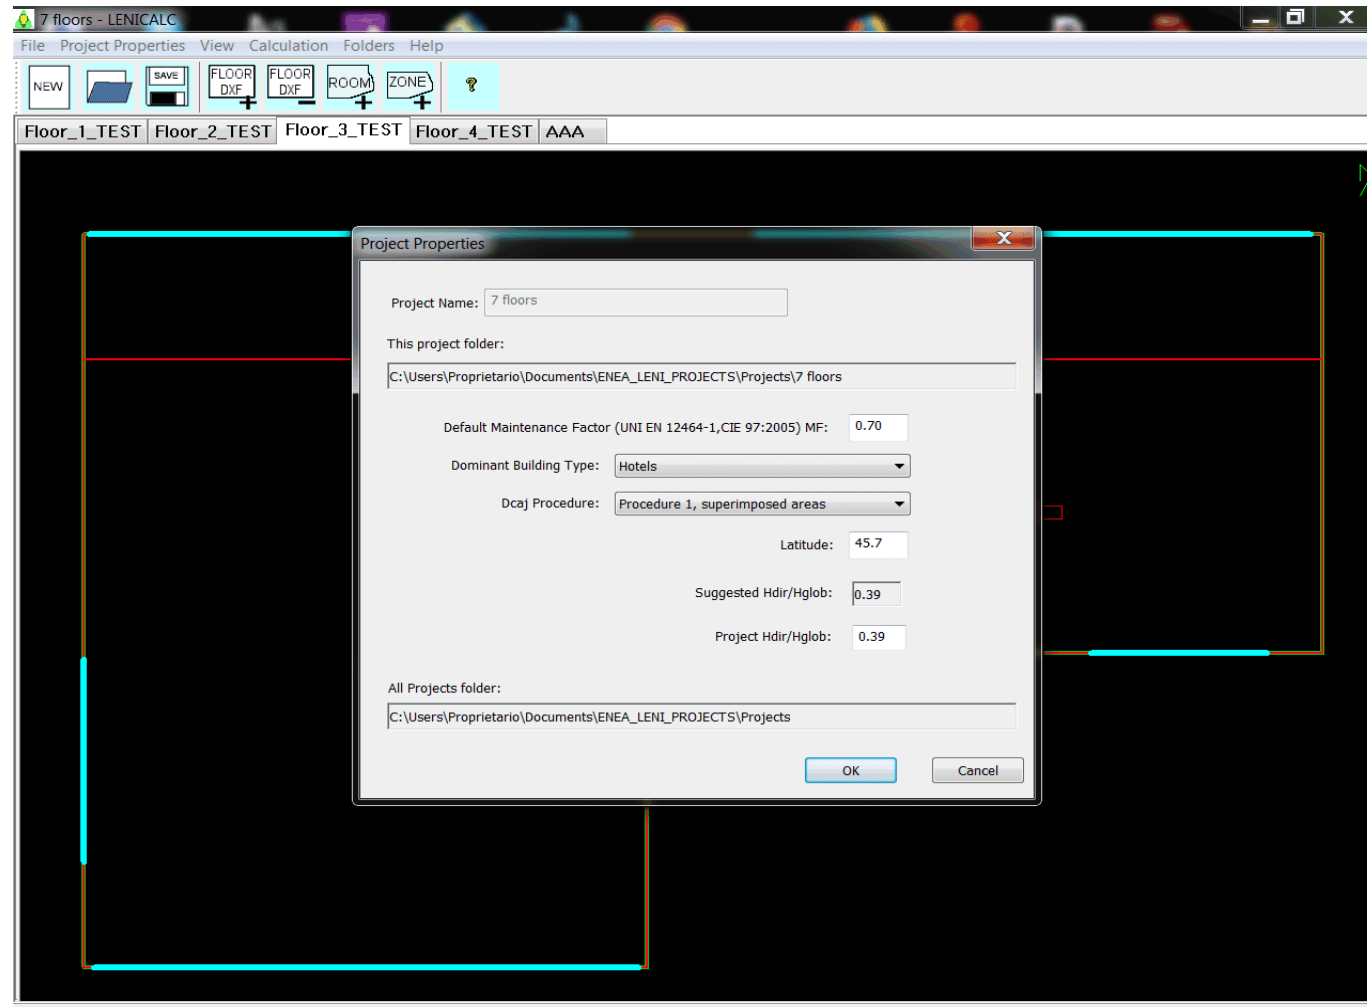 7 floors - LENICALC
File Project Properties View Calculation Folders Help
NEW SAVE FLOOR DXF FLOOR DXF ROOM ZONE ?
Floor_1_TEST Floor_2_TEST Floor_3_TEST Floor_4_TEST AAA
Project Properties
Project Name: 7 floors
This project folder:
C:\Users\Proprietario\Documents\ENEA_LENI_PROJECTS\Projects\7 floors
Default Maintenance Factor (UNI EN 12464-1,CIE 97:2005) MF: 0.70
Dominant Building Type: Hotels
Dcaj Procedure: Procedure 1, superimposed areas
Latitude: 45.7
Suggested Hdir/Hglob: 0.39
Project Hdir/Hglob: 0.39
All Projects folder:
C:\Users\Proprietario\Documents\ENEA_LENI_PROJECTS\Projects
OK Cancel